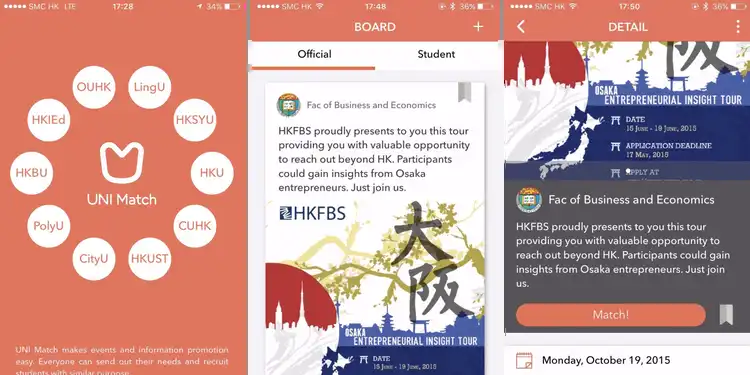 SMC HK LTE 17:28 34%
OUHK
LingU
HKIEd
HKSYU
HKBU
HKU
UNI Match
PolyU
CUHK
CityU
HKUST
UNI Match makes events and information promotion
easy. Everyone can send out their needs and recruit
students with similar purpose
SMC HK 17:48 36%
BOARD +
Official Student
Fac of Business and Economics
HKFBS proudly presents to you this tour
providing you with valuable opportunity
to reach out beyond HK. Participants
could gain insights from Osaka
entrepreneurs. Just join us.
HKFBS
大阪
OSAKA
ENTREPRENEURIAL INSIGHT TOUR
DATE
15 JUNE - 19 JUNE, 2015
SMC HK 17:50 36%
DETAIL
大阪
OSAKA
ENTREPRENEURIAL INSIGHT TOUR
DATE
15 JUNE - 19 JUNE, 2015
APPLICATION DEADLINE
17 MAY, 2015
APPLY AT
Fac of Business and Economics
HKFBS proudly presents to you this tour
providing you with valuable opportunity to
reach out beyond HK. Participants could gain
insights from Osaka entrepreneurs. Just join
us.
Match!
Monday, October 19, 2015